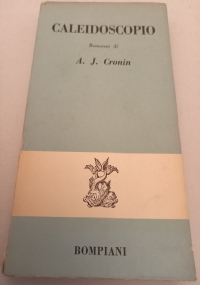 CALEIDOSCOPIO
Romanzo di
A. J. Cronin
BOMPIANI